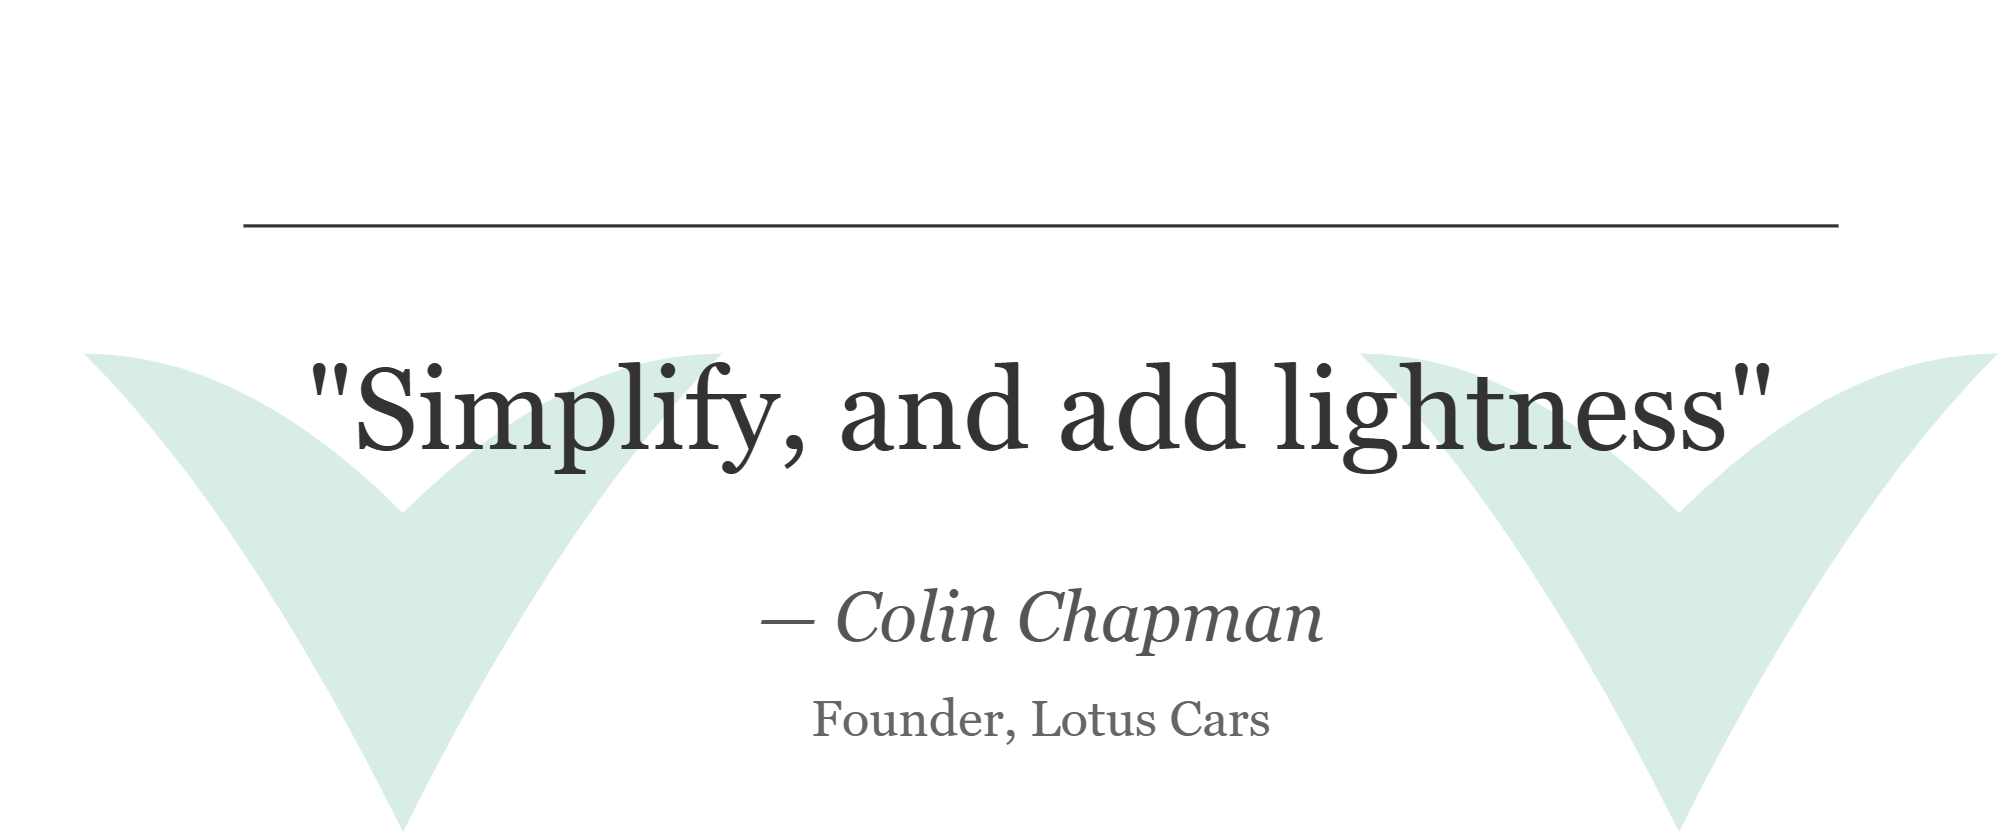 "Simplify, and add lightness"
— Colin Chapman
Founder, Lotus Cars